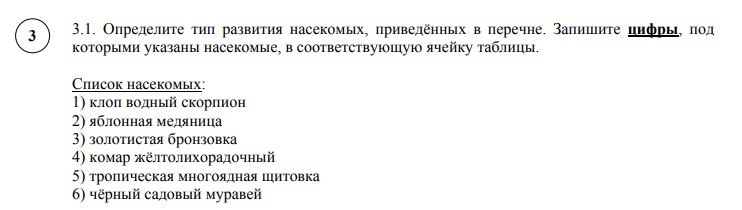 3
3.1. Определите тип развития насекомых, приведённых в перечне. Запишите цифры, под
которыми указаны насекомые, в соответствующую ячейку таблицы.
Список насекомых:
1) клоп водный скорпион
2) яблонная медяница
3) золотистая бронзовка
4) комар жёлтолихорадочный
5) тропическая многоядная щитовка
6) чёрный садовый муравей